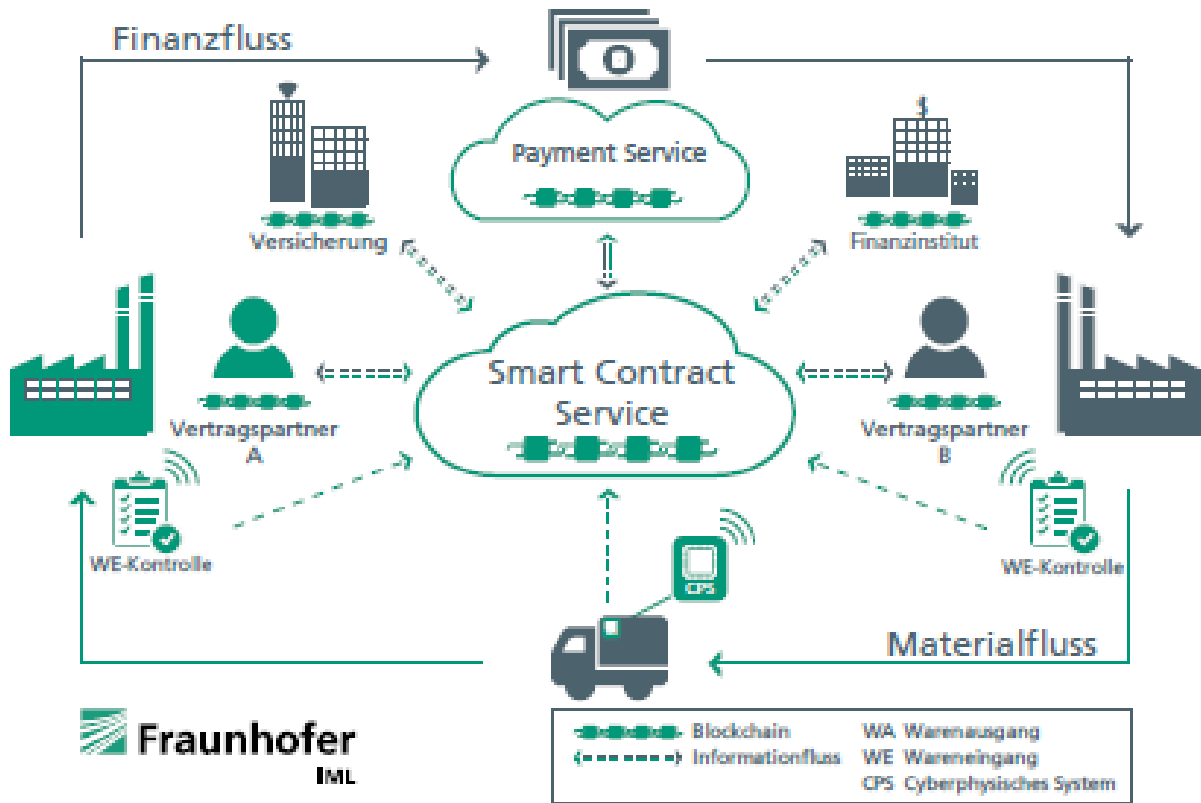 Finanzfluss
O
$
Payment Service
Versicherung
Finanzinstitut
Smart Contract
Service
Vertragspartner
A
Vertragspartner
B
WE-Kontrolle
WE-Kontrolle
CPS
Materialfluss
Fraunhofer
IML
Blockchain
Informationfluss
WA Warenausgang
WE Wareneingang
CPS Cyberphysisches System